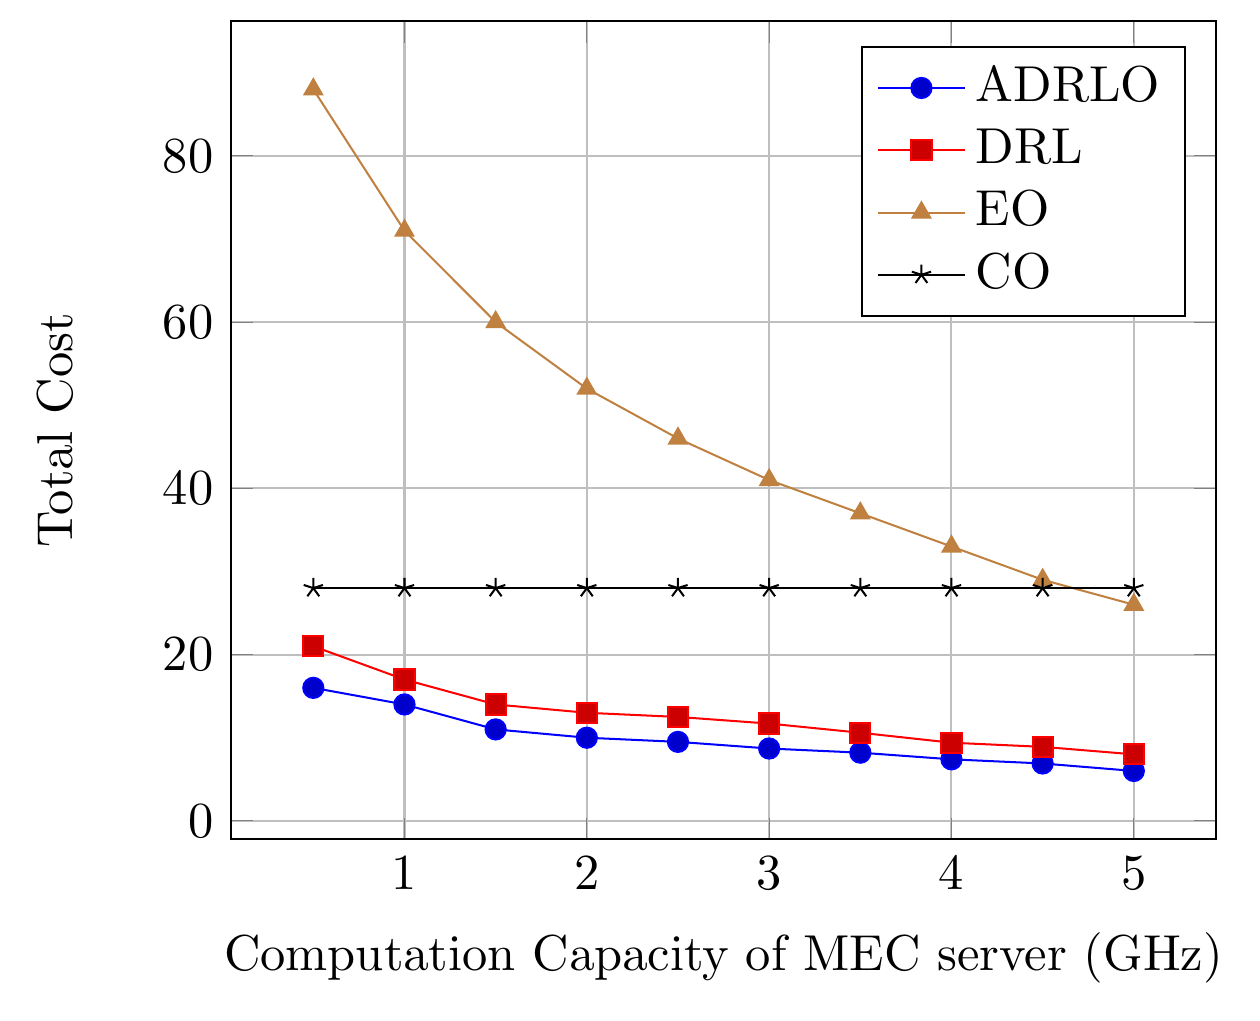 ADRLO
DRL
EO
CO
80
60
40
20
0
Total Cost
1 2 3 4 5
Computation Capacity of MEC server (GHz)